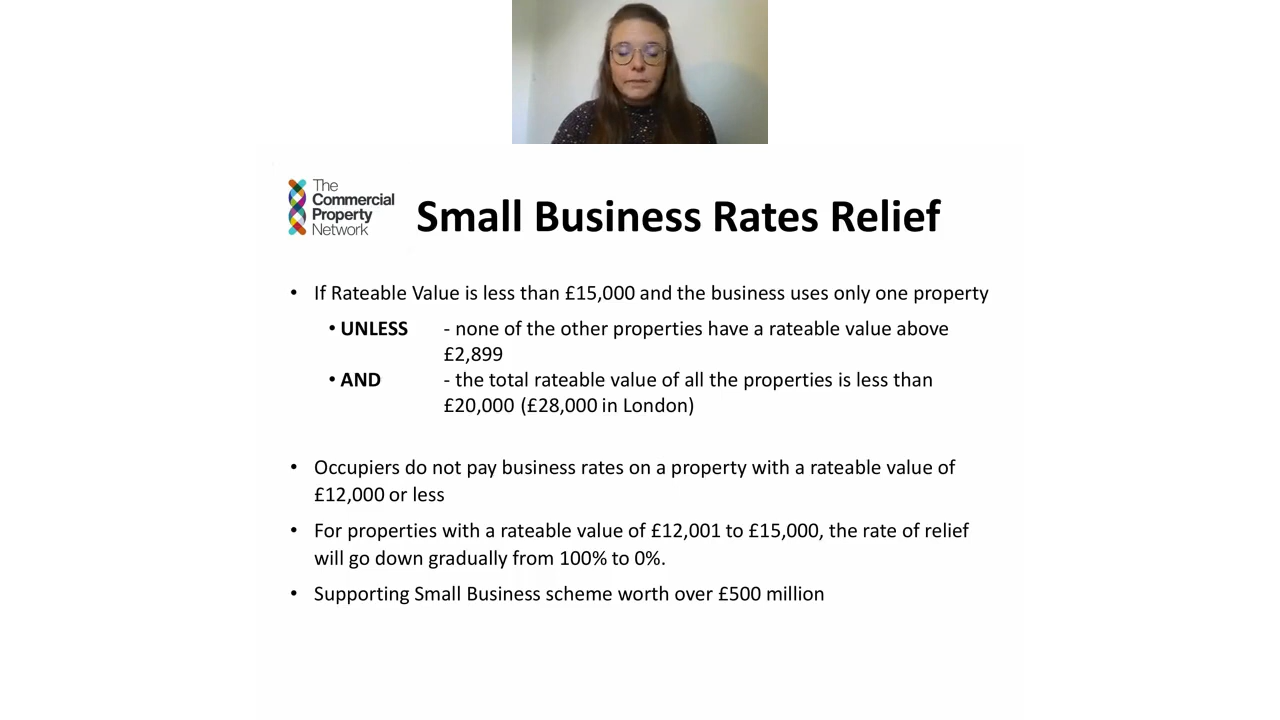 The
Commercial
Property
Network
Small Business Rates Relief
• If Rateable Value is less than £15,000 and the business uses only one property
• UNLESS - none of the other properties have a rateable value above
£2,899
• AND - the total rateable value of all the properties is less than
£20,000 (£28,000 in London)
• Occupiers do not pay business rates on a property with a rateable value of
£12,000 or less
• For properties with a rateable value of £12,001 to £15,000, the rate of relief
will go down gradually from 100% to 0%.
• Supporting Small Business scheme worth over £500 million